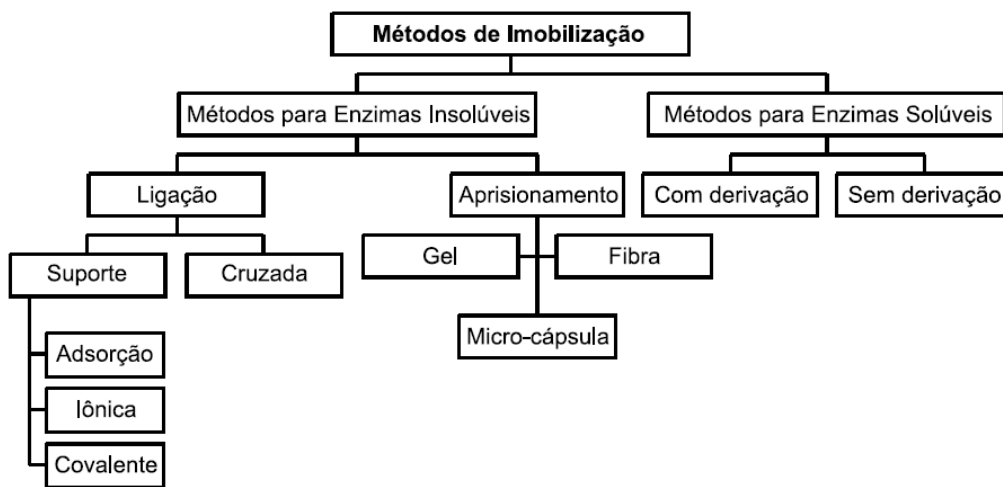 Métodos de Imobilização
Métodos para Enzimas Insolúveis
Métodos para Enzimas Solúveis
Ligação
Aprisionamento
Com derivação
Sem derivação
Suporte
Cruzada
Gel
Fibra
Micro-cápsula
Adsorção
Iônica
Covalente